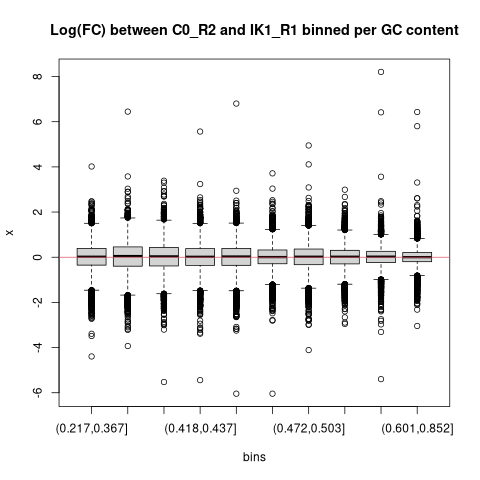 Log(FC) between C0_R2 and IK1_R1 binned per GC content
8
6
4
2
0
-2
-4
-6
x
(0.217,0.367] (0.418,0.437] (0.472,0.503] (0.601,0.852]
bins